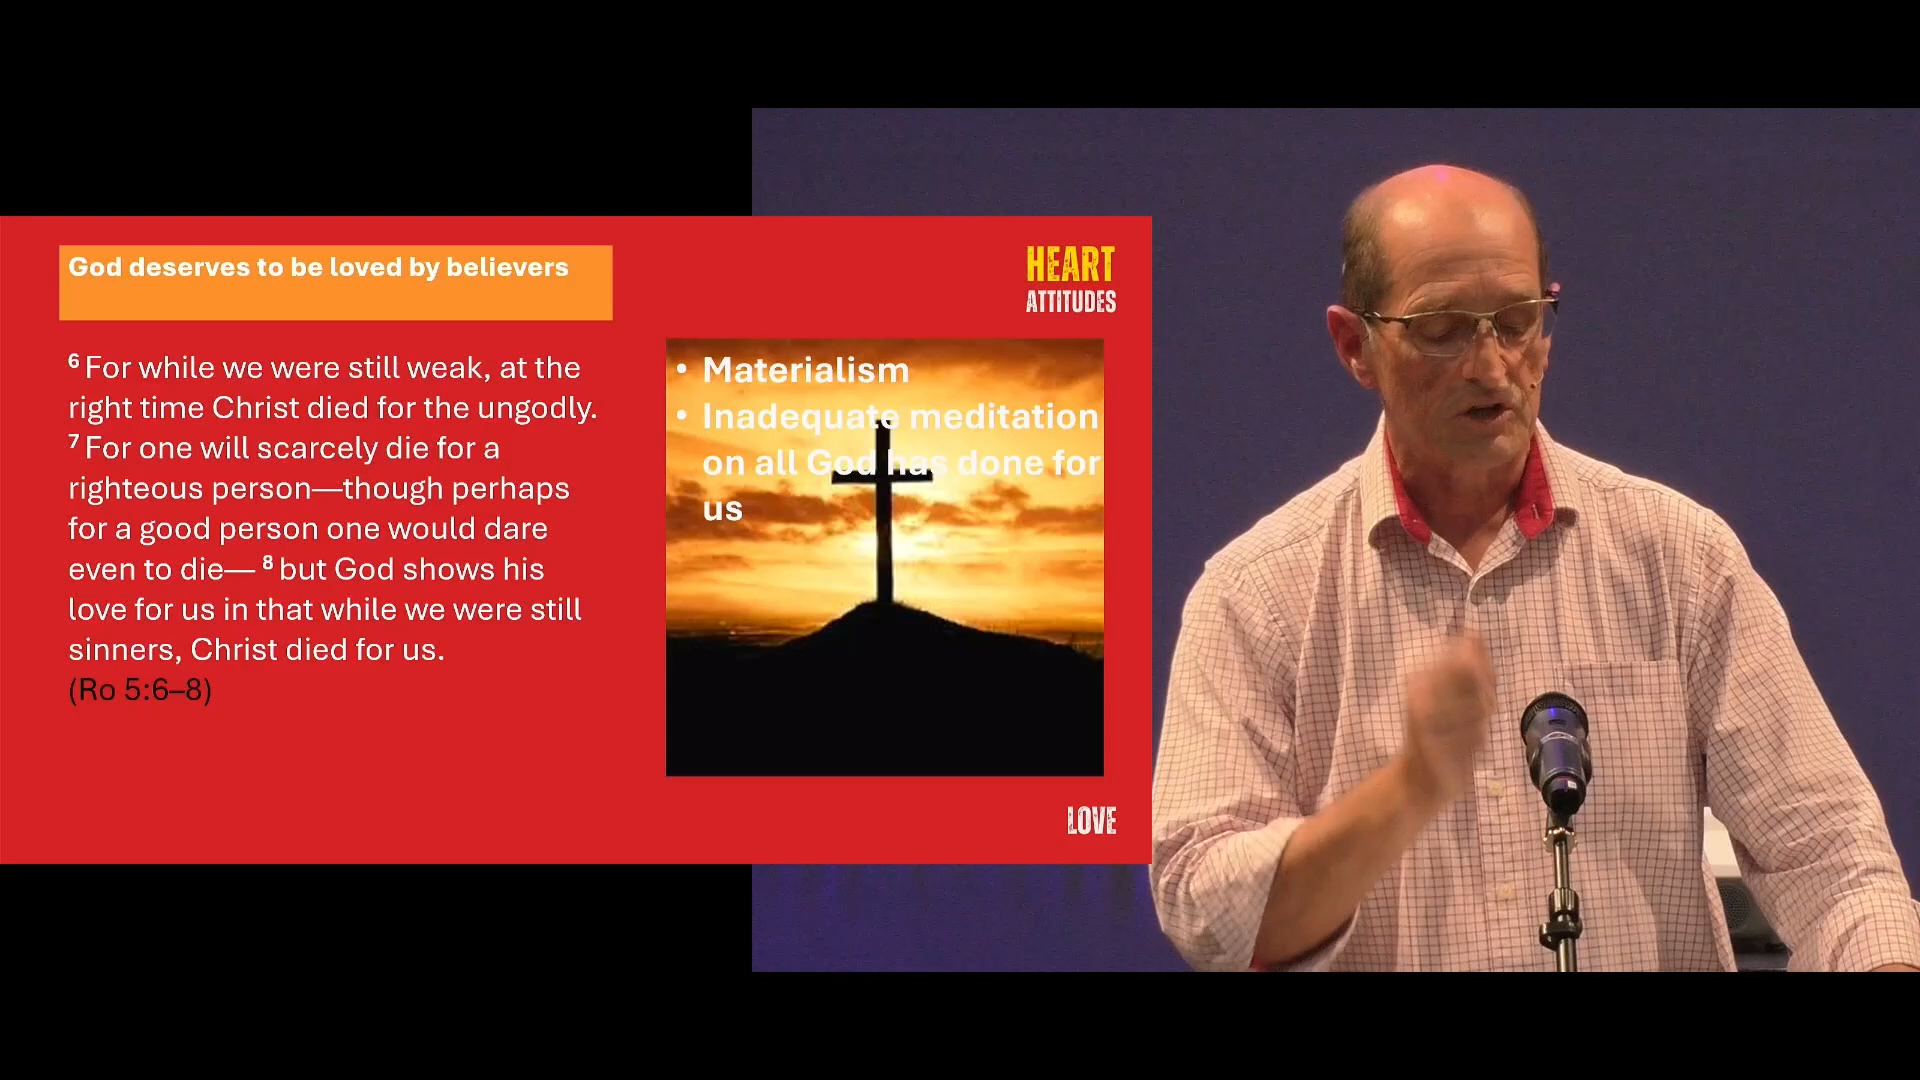 God deserves to be loved by believers
HEART
ATTITUDES
6 For while we were still weak, at the
right time Christ died for the ungodly.
7 For one will scarcely die for a
righteous person—though perhaps
for a good person one would dare
even to die— 8 but God shows his
love for us in that while we were still
sinners, Christ died for us.
(Ro 5:6–8)
• Materialism
• Inadequate meditation
on all God has done for
us
LOVE